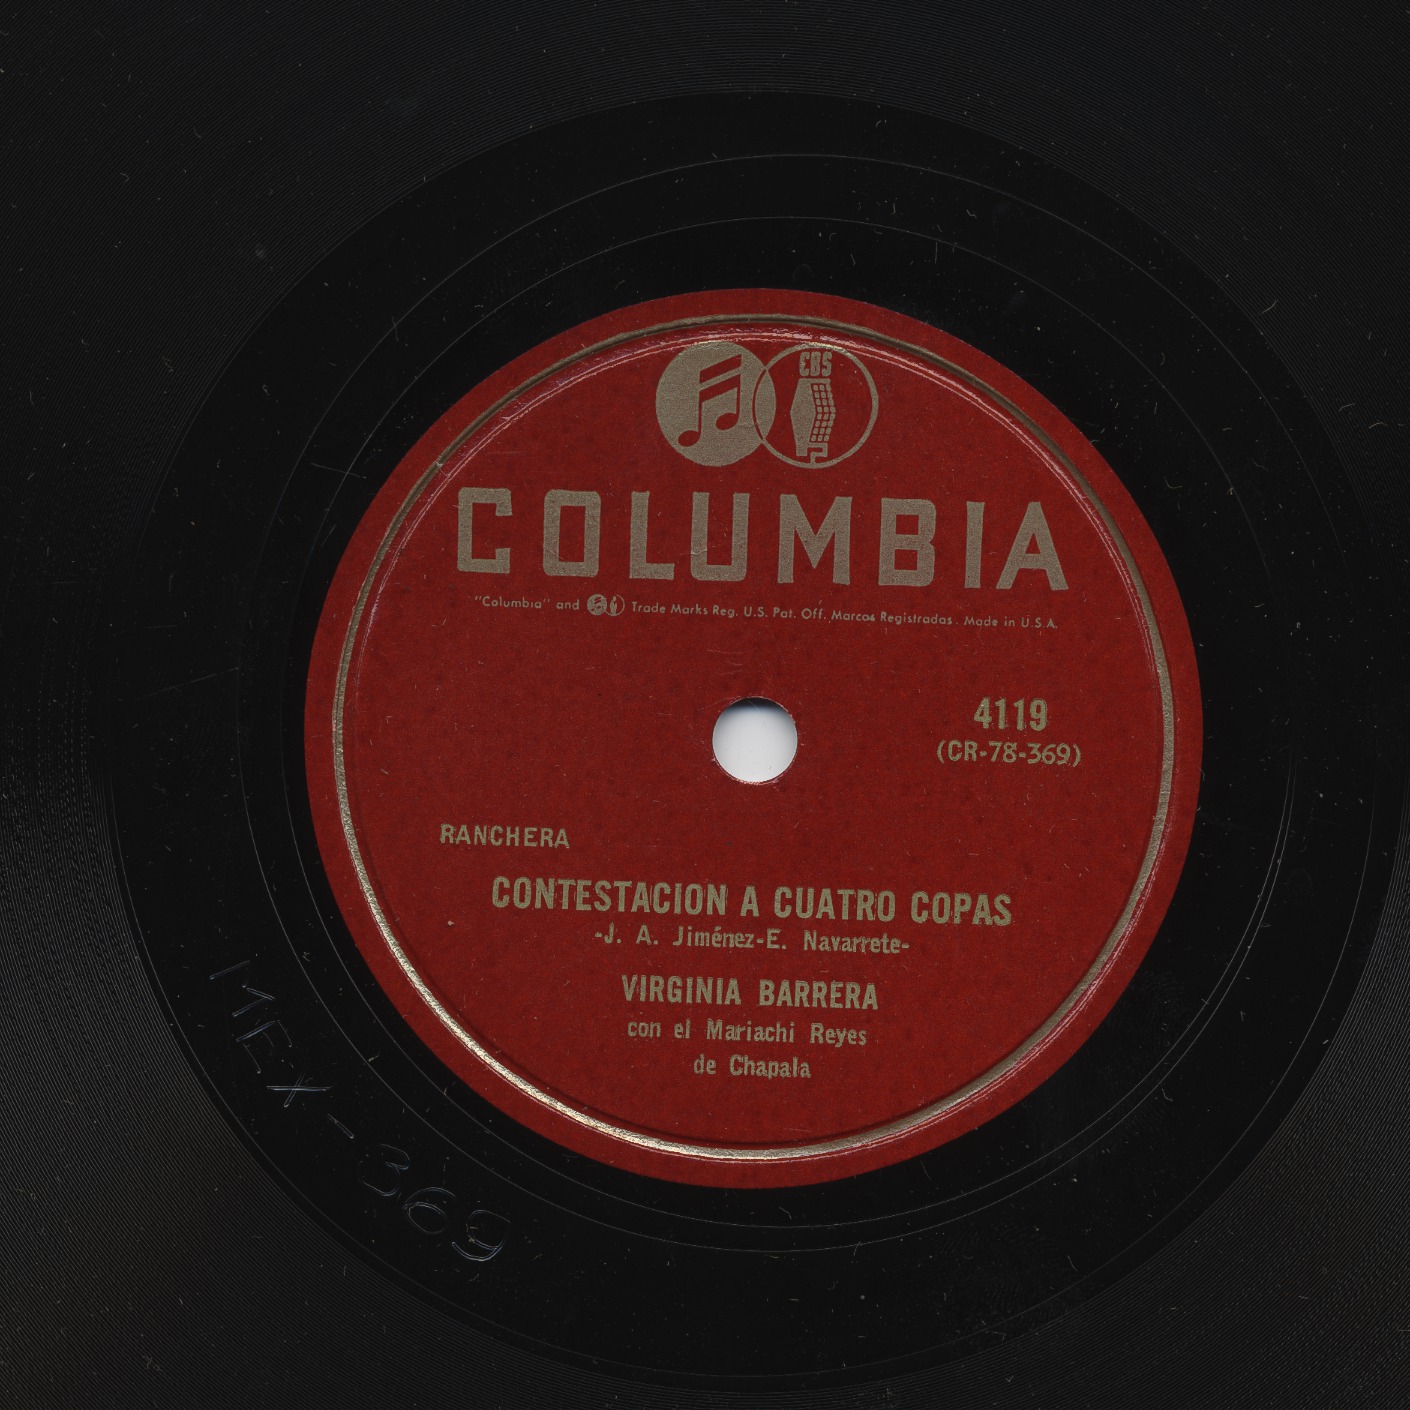 CBS
COLUMBIA
"Columbia" and Trade Marks Reg. U.S. Pat. Off. Marcas Registradas. Made in U.S.A.
4119
(CR-78-369)
RANCHERA
CONTESTACION A CUATRO COPAS
-J. A. Jiménez-E. Navarrete-
VIRGINIA BARRERA
con el Mariachi Reyes
de Chapala
MEX-369